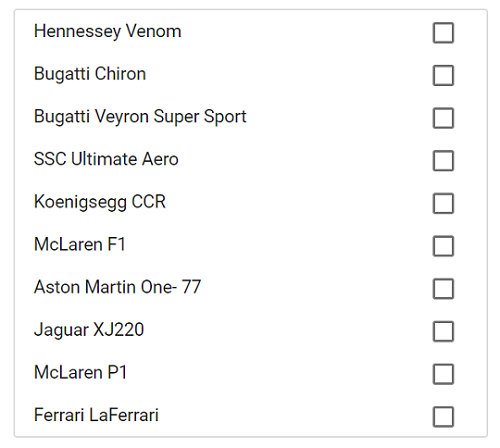 Hennessey Venom
Bugatti Chiron
Bugatti Veyron Super Sport
SSC Ultimate Aero
Koenigsegg CCR
McLaren F1
Aston Martin One- 77
Jaguar XJ220
McLaren P1
Ferrari LaFerrari